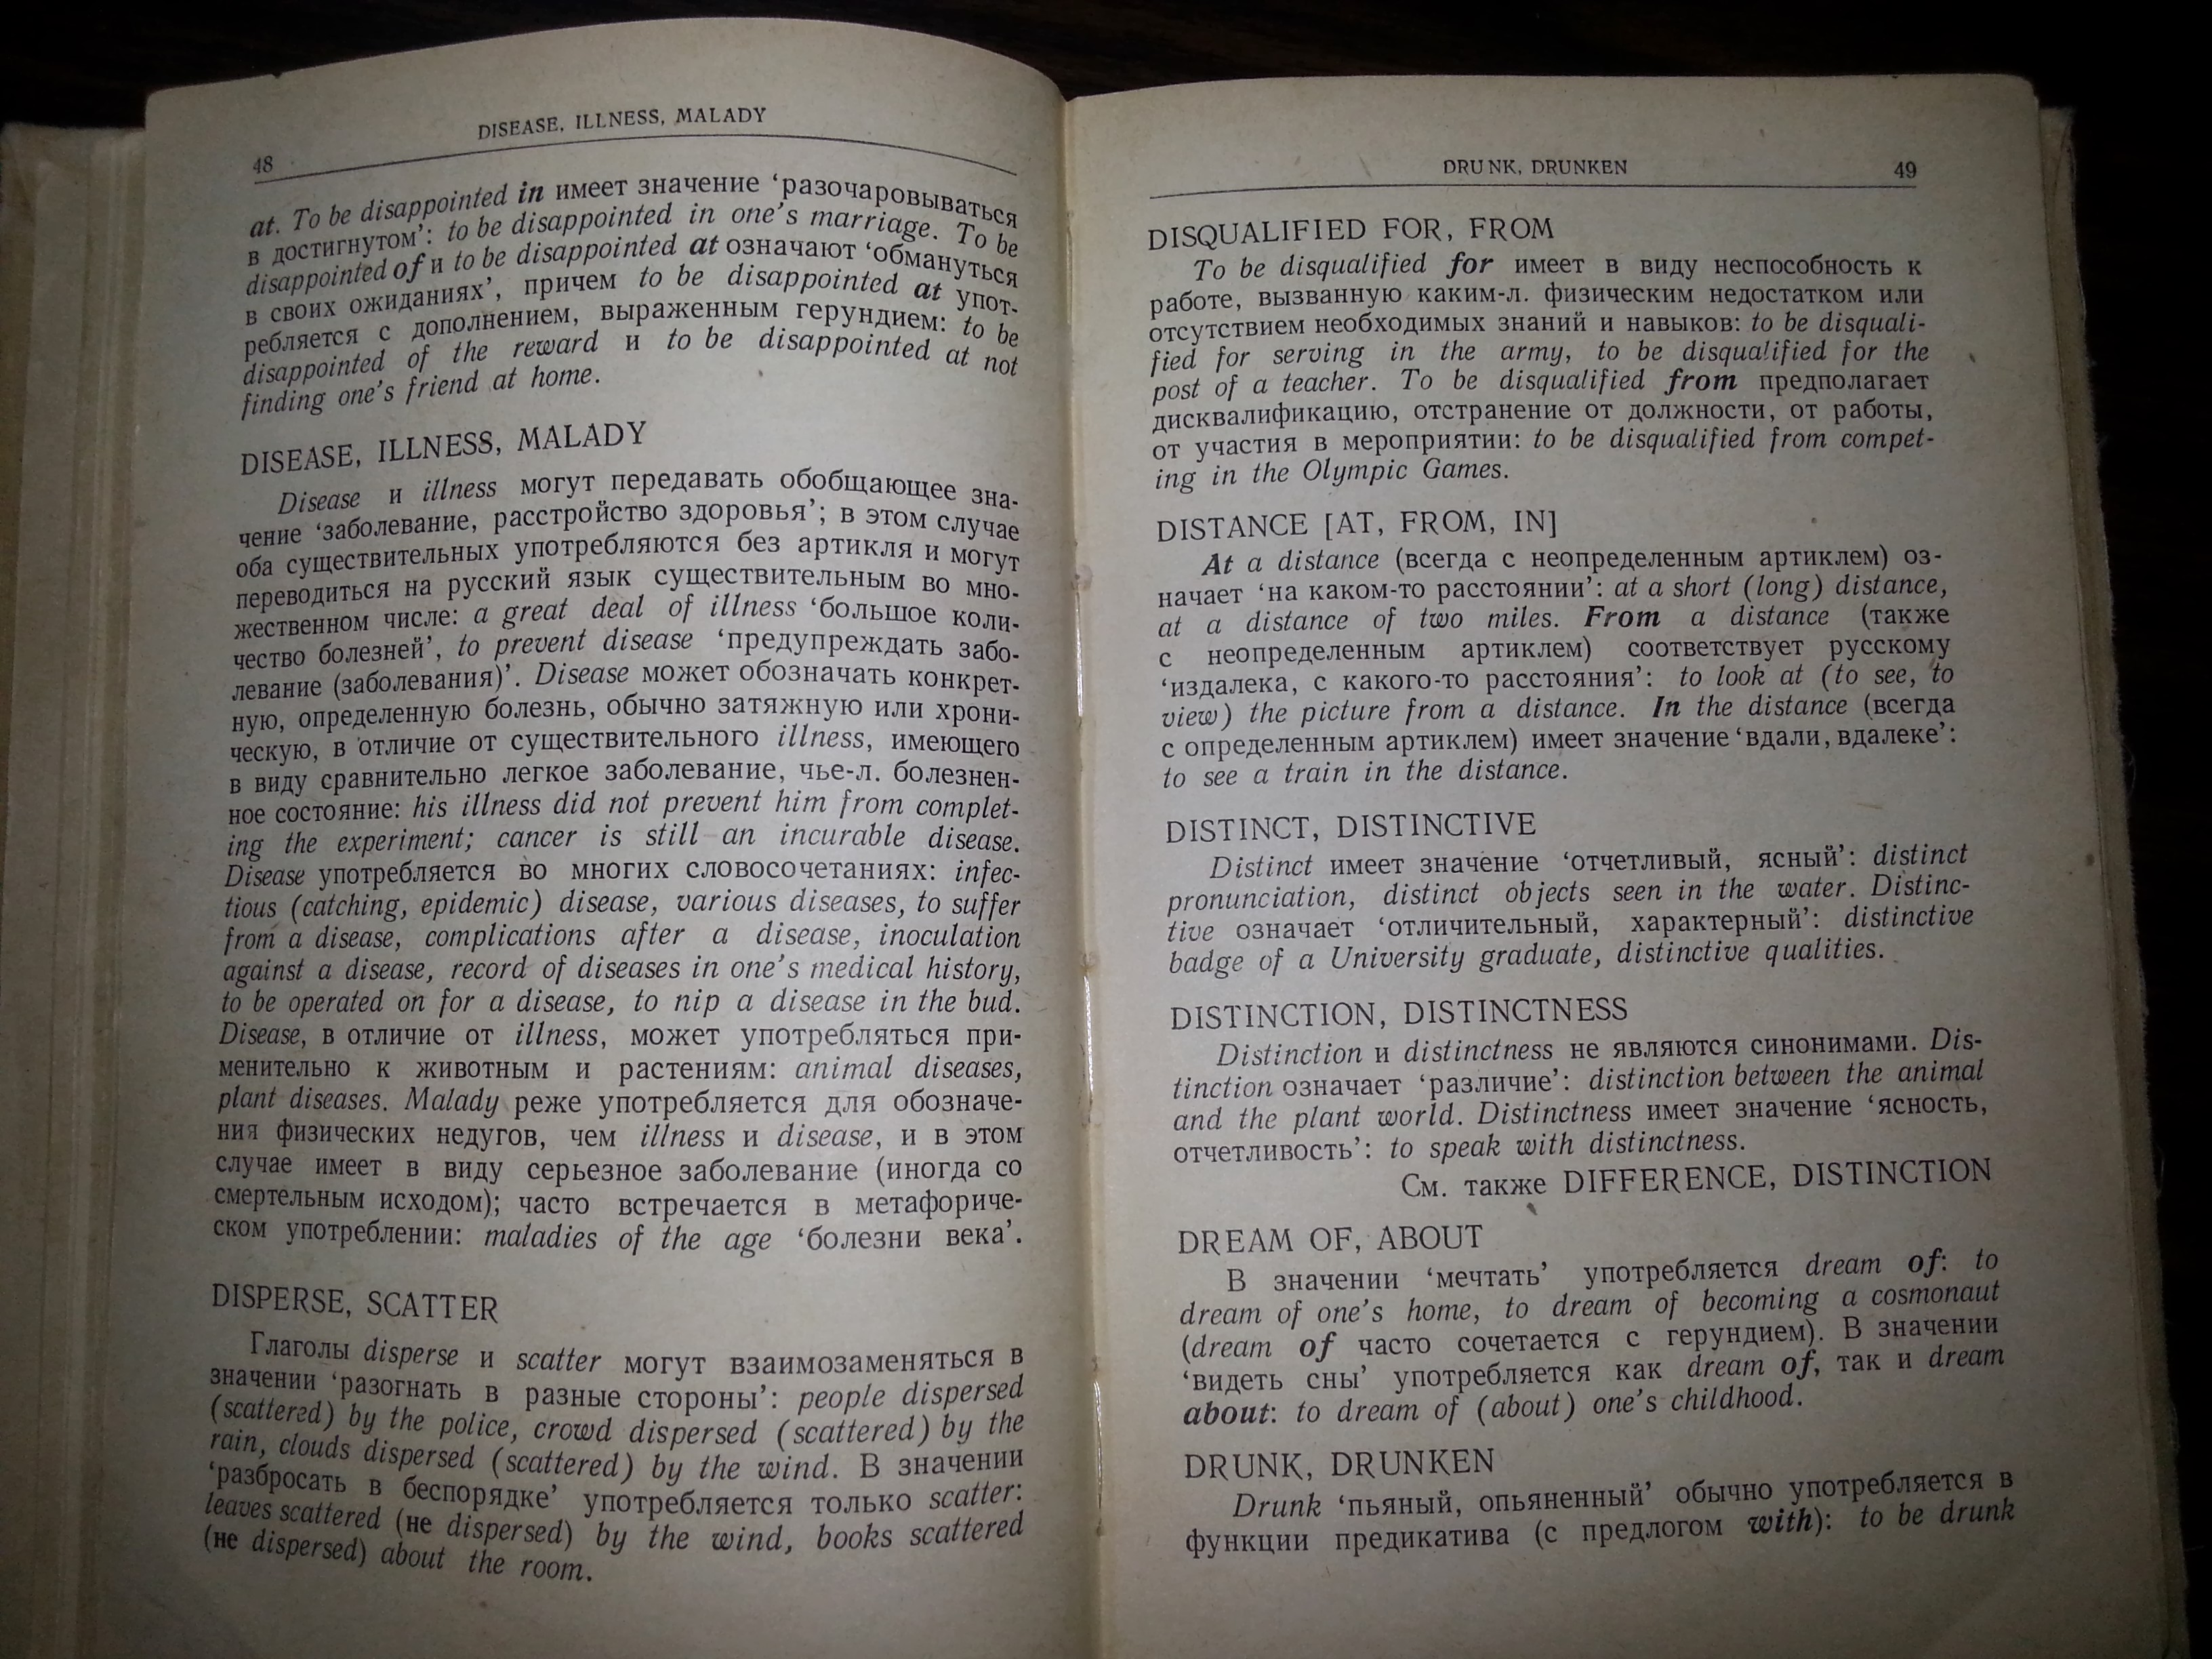 48
DISEASE, ILLNESS, MALADY
at. To be disappointed in имеет значение ‘разочаровываться
в достигнутом’: to be disappointed in one’s marriage. To be
disappointed of и to be disappointed at означают ‘обмануться
в своих ожиданиях’, причем to be disappointed at упот-
ребляется с дополнением, выраженным герундием: to be
disappointed of the reward и to be disappointed at not
finding one’s friend at home.
DISEASE, ILLNESS, MALADY
Disease и illness могут передавать обобщающее зна-
чение ‘заболевание, расстройство здоровья’; в этом случае
оба существительных употребляются без артикля и могут
переводиться на русский язык существительным во мно-
жественном числе: a great deal of illness ‘большое коли-
чество болезней’, to prevent disease ‘предупреждать забо-
левание (заболевания)’. Disease может обозначать конкрет-
ную, определенную болезнь, обычно затяжную или хрони-
ческую, в отличие от существительного illness, имеющего
в виду сравнительно легкое заболевание, чье-л. болезнен-
ное состояние: his illness did not prevent him from complet-
ing the experiment; cancer is still an incurable disease.
Disease употребляется во многих словосочетаниях: infec-
tious (catching, epidemic) disease, various diseases, to suffer
from a disease, complications after a disease, inoculation
against a disease, record of diseases in one’s medical history,
to be operated on for a disease, to nip a disease in the bud.
Disease, в отличие от illness, может употребляться при-
менительно к животным и растениям: animal diseases,
plant diseases. Malady реже употребляется для обозначе-
ния физических недугов, чем illness и disease, и в этом
случае имеет в виду серьезное заболевание (иногда со
смертельным исходом); часто встречается в метафориче-
ском употреблении: maladies of the age ‘болезни века’.
DISPERSE, SCATTER
Глаголы disperse и scatter могут взаимозаменяться в
значении ‘разогнать в разные стороны’: people dispersed
(scattered) by the police, crowd dispersed (scattered) by the
rain, clouds dispersed (scattered) by the wind. В значении
‘разбросать в беспорядке’ употребляется только scatter:
leaves scattered (не dispersed) by the wind, books scattered
(не dispersed) about the room.
DRUNK, DRUNKEN
49
DISQUALIFIED FOR, FROM
To be disqualified for имеет в виду неспособность к
работе, вызванную каким-л. физическим недостатком или
отсутствием необходимых знаний и навыков: to be disquali-
fied for serving in the army, to be disqualified for the
post of a teacher. To be disqualified from предполагает
дисквалификацию, отстранение от должности, от работы,
от участия в мероприятии: to be disqualified from compet-
ing in the Olympic Games.
DISTANCE [AT, FROM, IN]
At a distance (всегда с неопределенным артиклем) оз-
начает ‘на каком-то расстоянии’: at a short (long) distance,
at a distance of two miles. From a distance (также
с неопределенным артиклем) соответствует русскому
‘издалека, с какого-то расстояния’: to look at (to see, to
view) the picture from a distance. In the distance (всегда
с определенным артиклем) имеет значение ‘вдали, вдалеке’:
to see a train in the distance.
DISTINCT, DISTINCTIVE
Distinct имеет значение ‘отчетливый, ясный’: distinct
pronunciation, distinct objects seen in the water. Distinc-
tive означает ‘отличительный, характерный’: distinctive
badge of a University graduate, distinctive qualities.
DISTINCTION, DISTINCTNESS
Distinction и distinctness не являются синонимами. Dis-
tinction означает ‘различие’: distinction between the animal
and the plant world. Distinctness имеет значение ‘ясность,
отчетливость’: to speak with distinctness.
См. также DIFFERENCE, DISTINCTION
DREAM OF, ABOUT
В значении ‘мечтать’ употребляется dream of: to
dream of one’s home, to dream of becoming a cosmonaut
(dream of часто сочетается с герундием). В значении
‘видеть сны’ употребляется как dream of, так и dream
about: to dream of (about) one’s childhood.
DRUNK, DRUNKEN
Drunk ‘пьяный, опьяненный’ обычно употребляется в
функции предикатива (с предлогом with): to be drunk